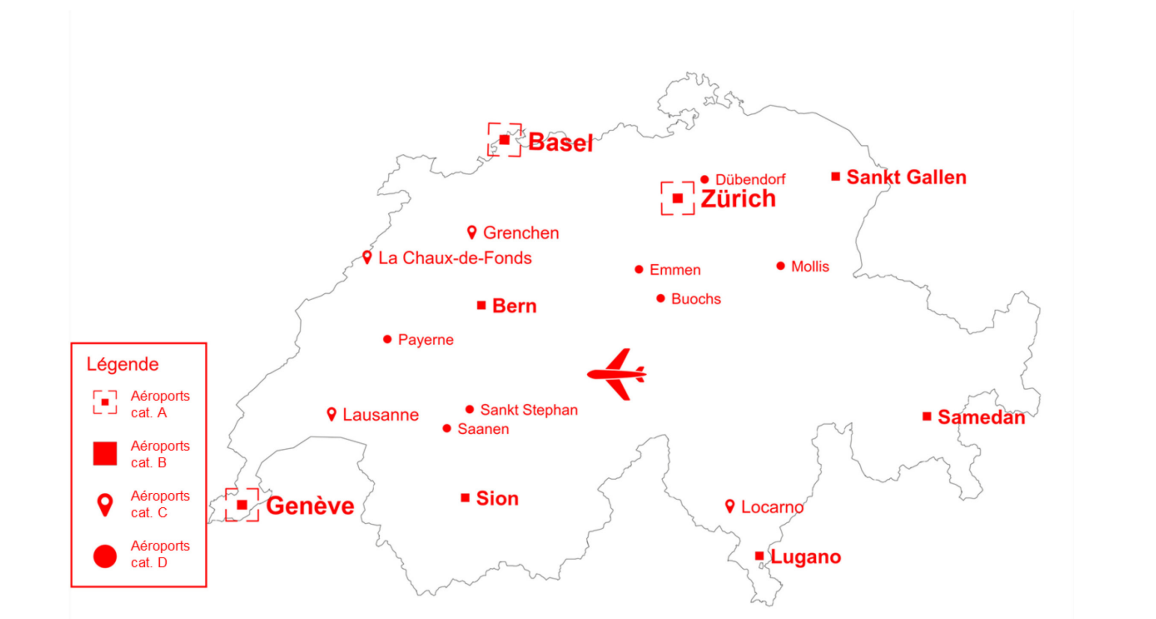 Basel
Dübendorf
Sankt Gallen
Zürich
Grenchen
La Chaux-de-Fonds
Emmen
Mollis
Buochs
Bern
Payerne
Légende
Aéroports
cat. A
Aéroports
cat. B
Aéroports
cat. C
Aéroports
cat. D
Sankt Stephan
Lausanne
Saanen
Samedan
Sion
Genève
Locarno
Lugano